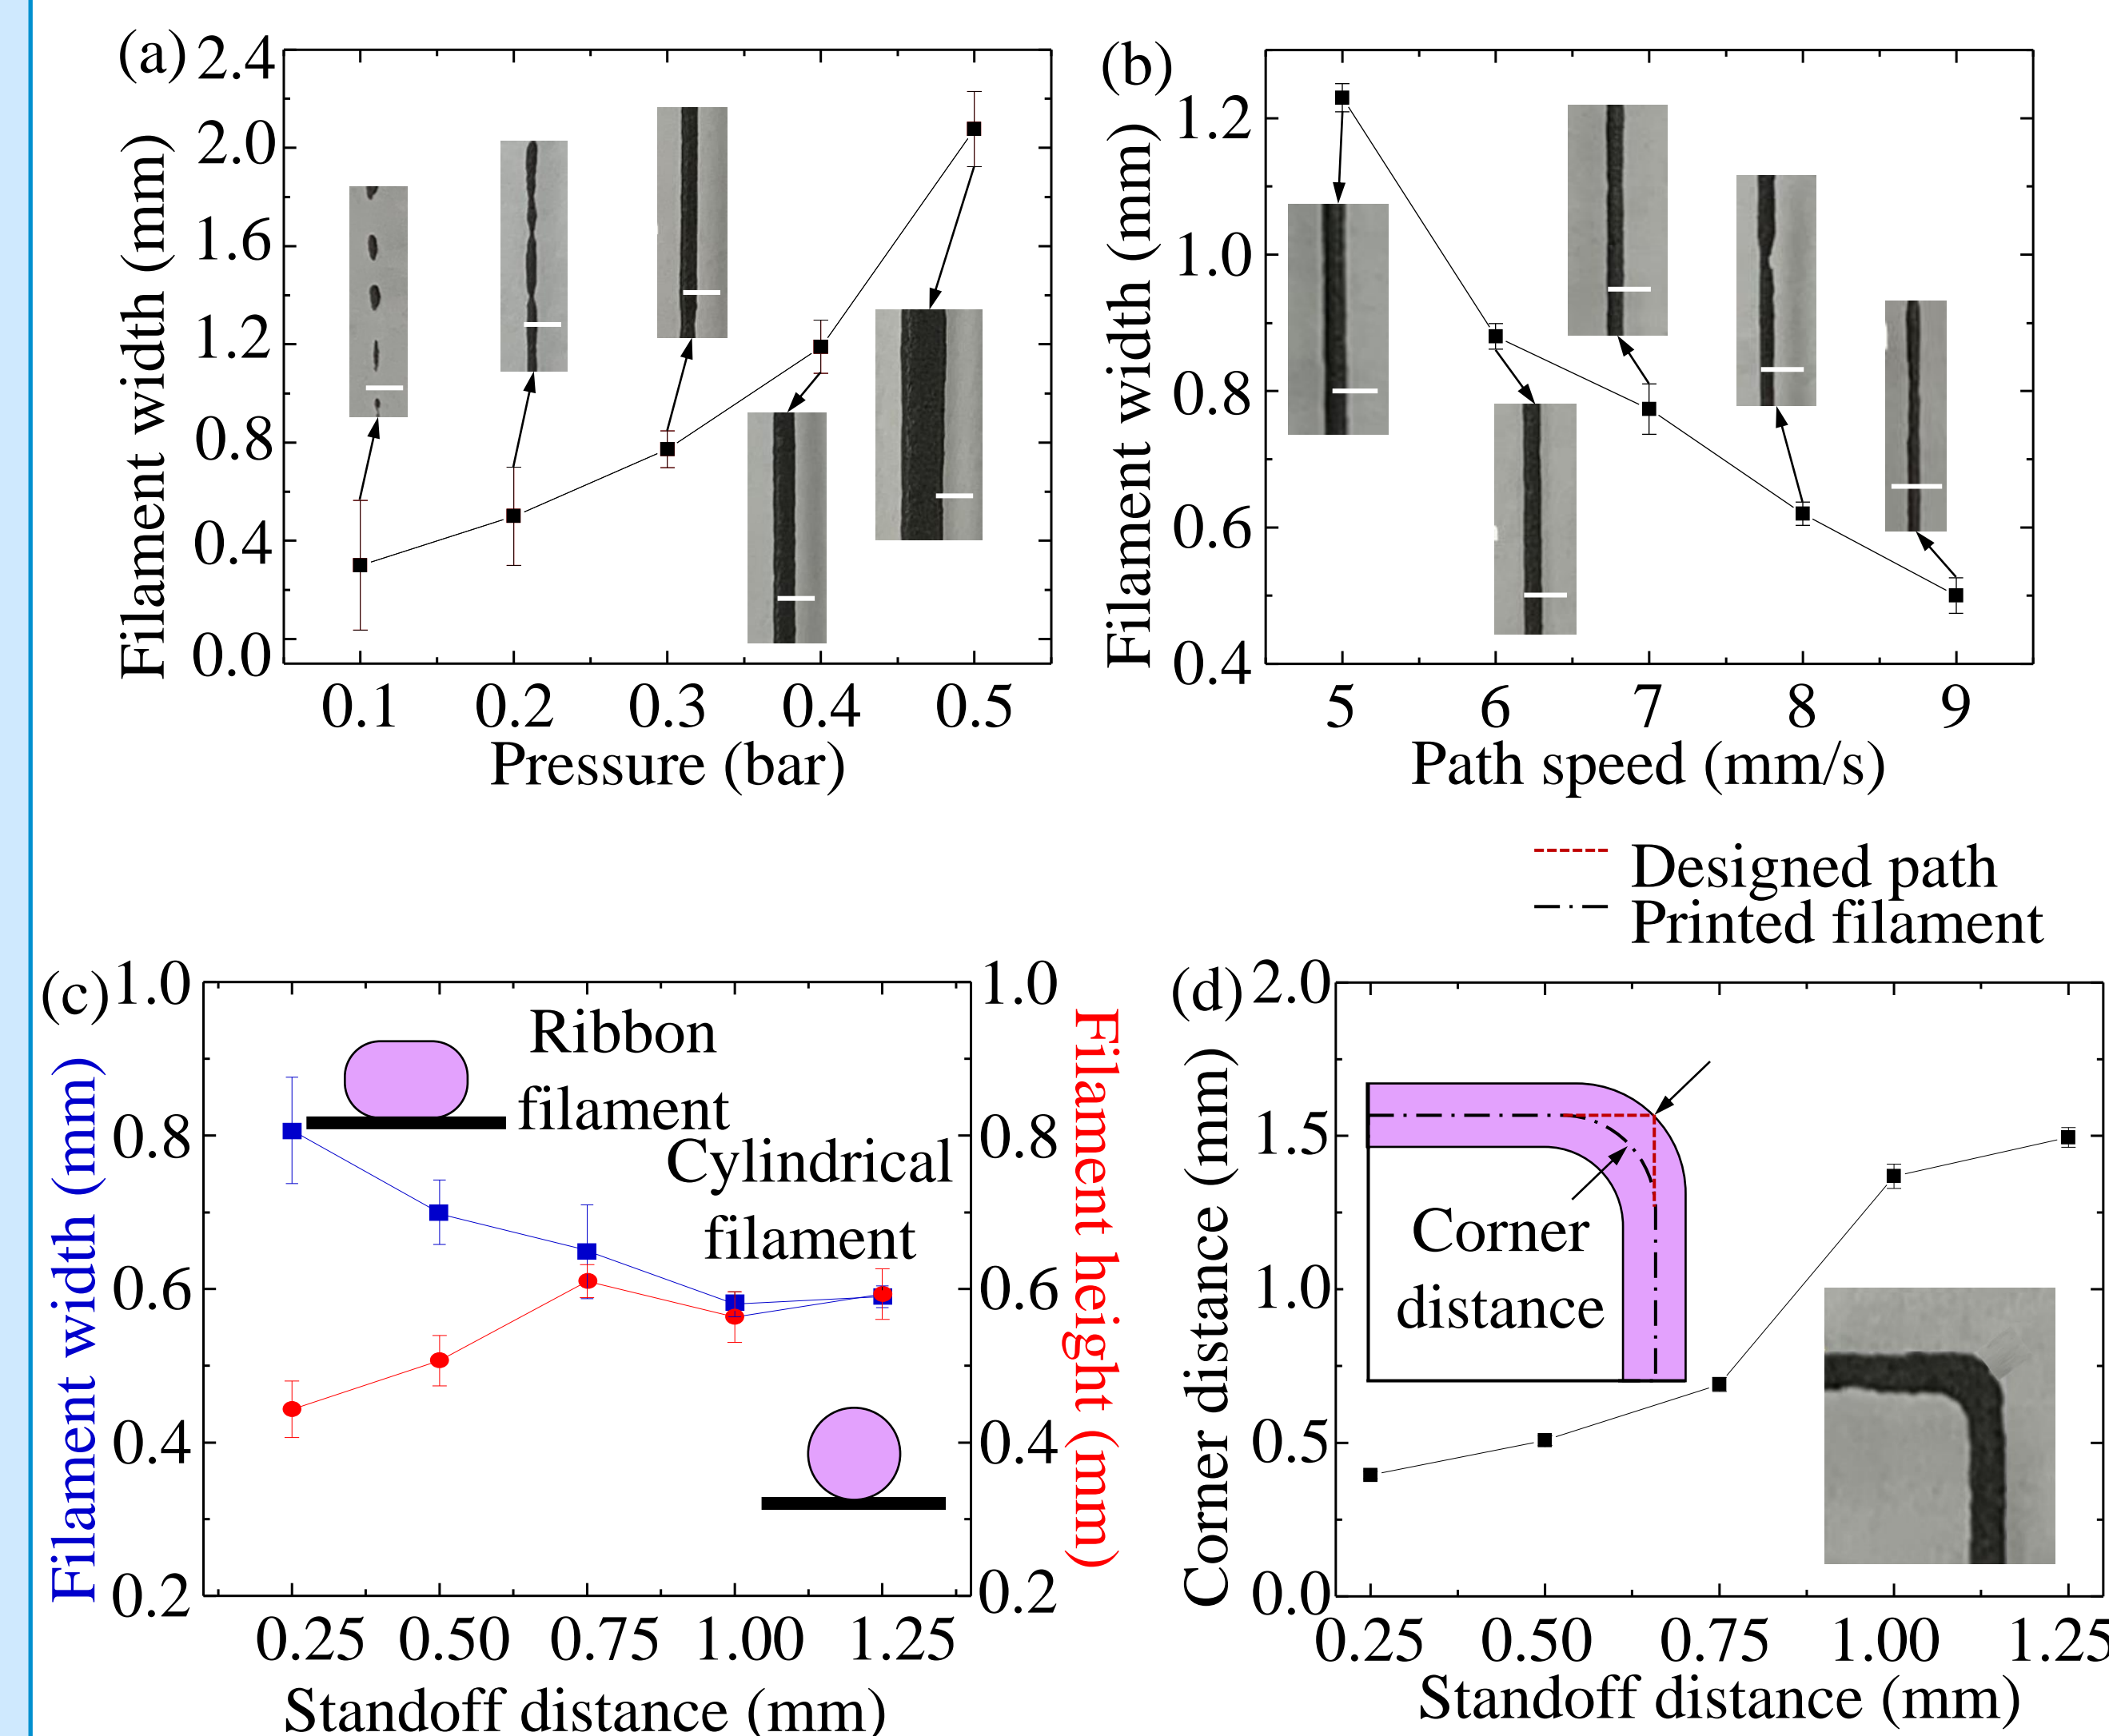 (a)
2.4
2.0
1.6
1.2
0.8
0.4
0.0
Filament width (mm)
0.1 0.2 0.3 0.4 0.5
Pressure (bar)
(b)
1.2
1.0
0.8
0.6
0.4
Filament width (mm)
5 6 7 8 9
Path speed (mm/s)
(c)
1.0
0.8
0.6
0.4
0.2
Filament width (mm)
Ribbon
filament
Cylindrical
filament
1.0
0.8
0.6
0.4
0.2
Filament height (mm)
0.25 0.50 0.75 1.00 1.25
Standoff distance (mm)
Designed path
Printed filament
(d)
2.0
1.5
1.0
0.5
0.0
Corner distance (mm)
Corner
distance
0.25 0.50 0.75 1.00 1.25
Standoff distance (mm)